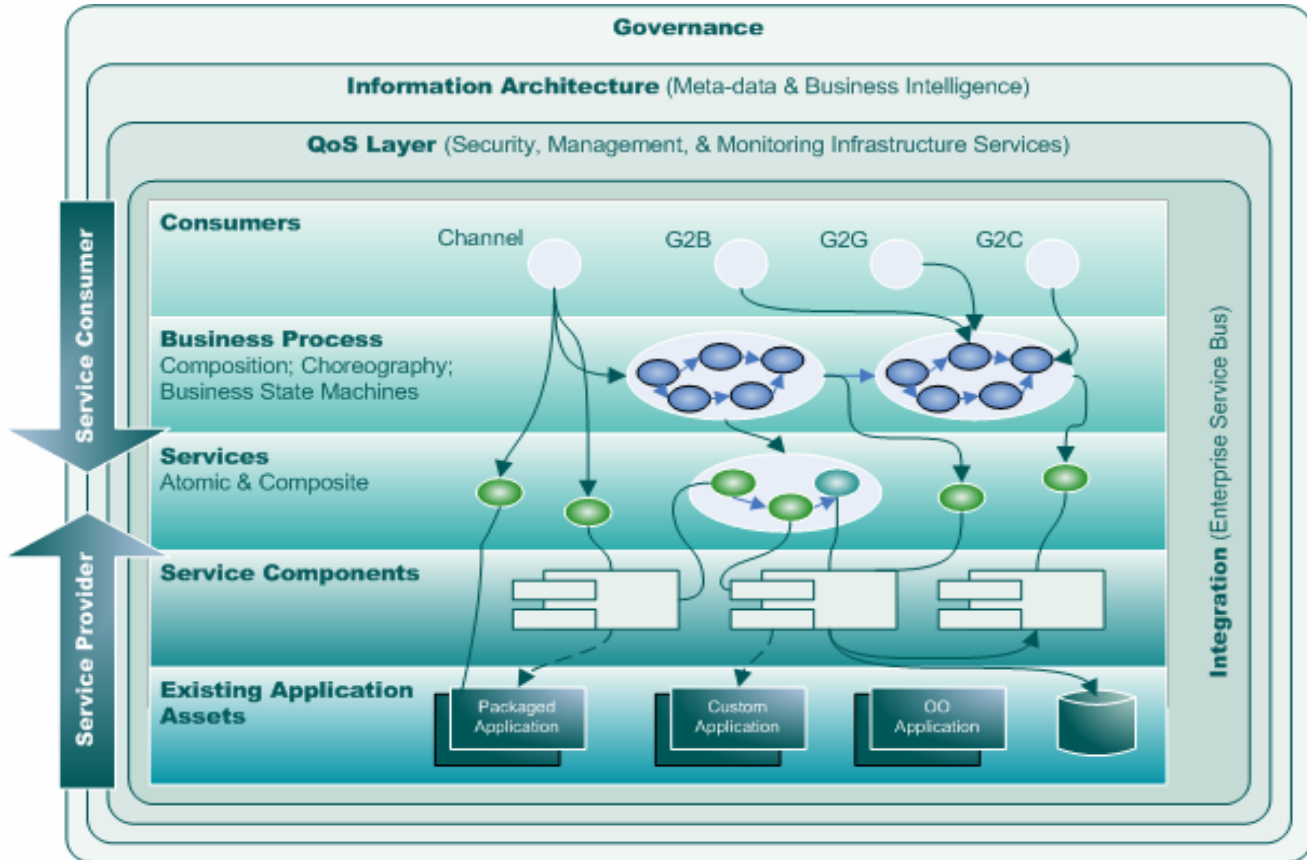 Governance
Information Architecture (Meta-data & Business Intelligence)
QoS Layer (Security, Management, & Monitoring Infrastructure Services)
Service Consumer
Service Provider
Consumers
Channel
G2B
G2G
G2C
Business Process
Composition; Choreography;
Business State Machines
Services
Atomic & Composite
Service Components
Existing Application
Assets
Packaged
Application
Custom
Application
OO
Application
Integration (Enterprise Service Bus)